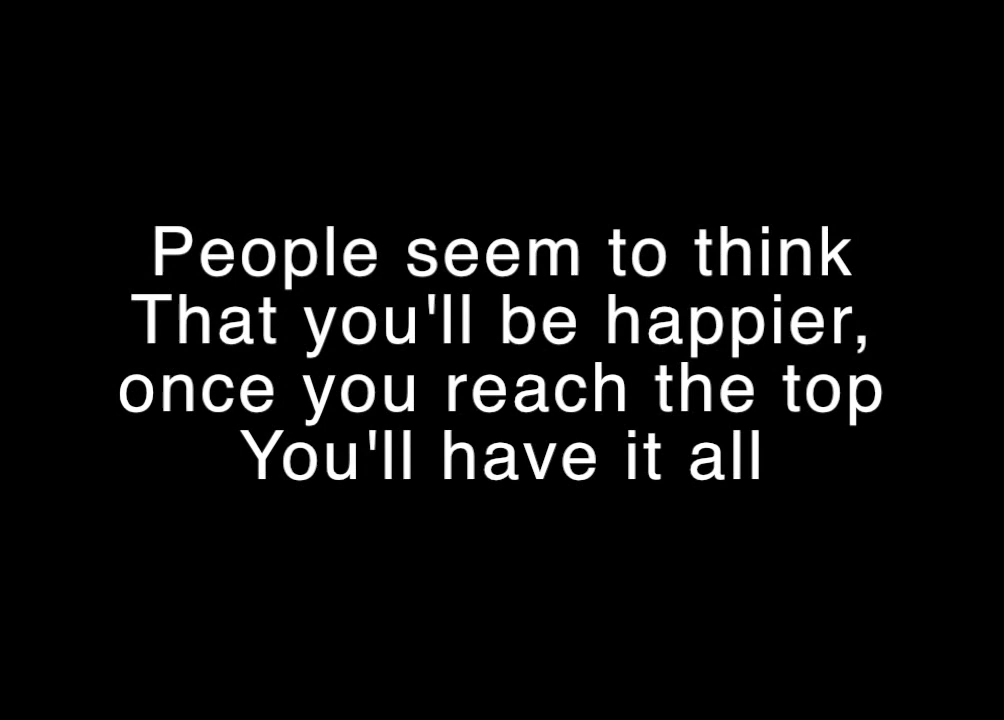 People seem to think
That you'll be happier,
once you reach the top
You'll have it all